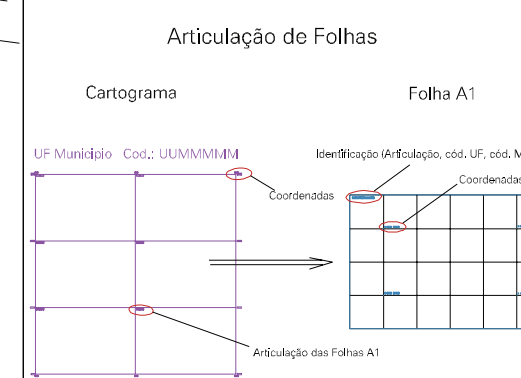 Articulação de Folhas
Cartograma
Folha A1
UF Municipio Cod.: UUMMMMM
Identificação (Articulação, cód. UF, cód. M
Coordenadas
Coordenadas
Articulação das Folhas A1